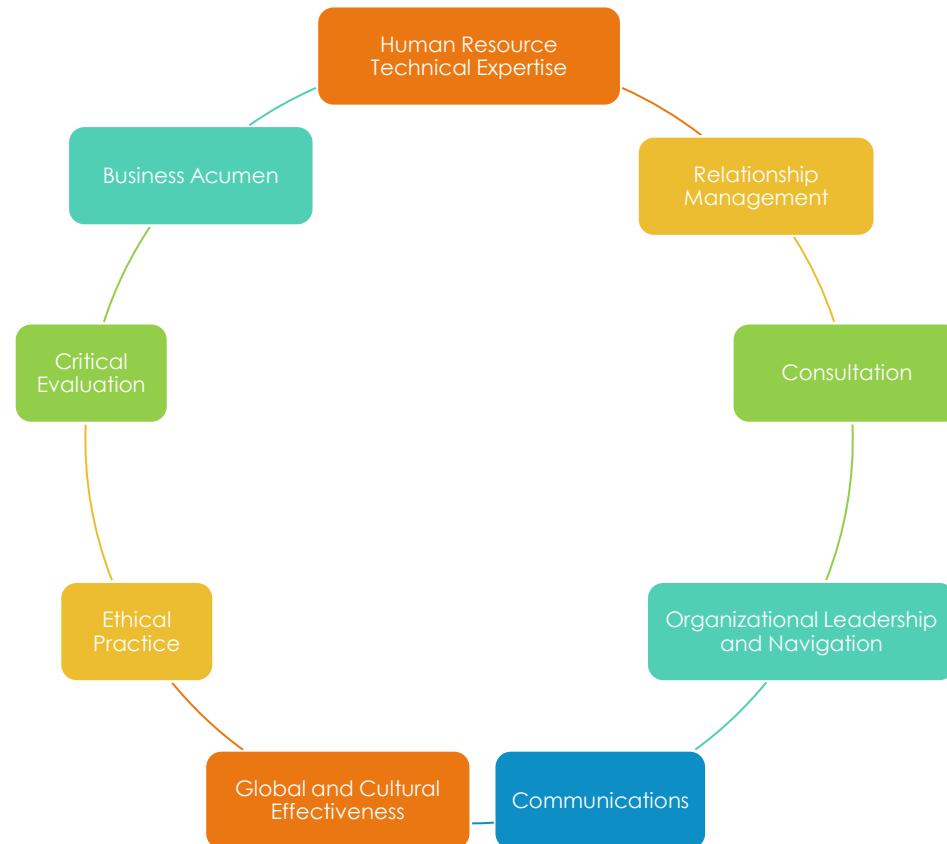 Human Resource
Technical Expertise
Relationship
Management
Consultation
Organizational Leadership
and Navigation
Communications
Global and Cultural
Effectiveness
Ethical
Practice
Critical
Evaluation
Business Acumen